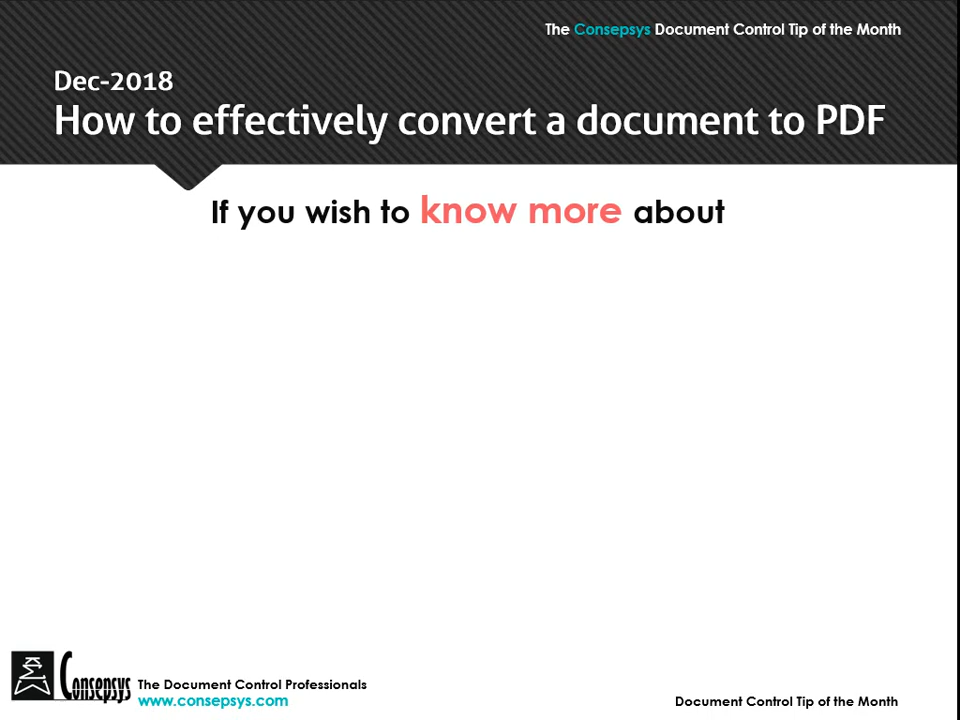 The Consepsys Document Control Tip of the Month
Dec-2018
How to effectively convert a document to PDF
If you wish to know more about
Consepsys
The Document Control Professionals
www.consepsys.com
Document Control Tip of the Month